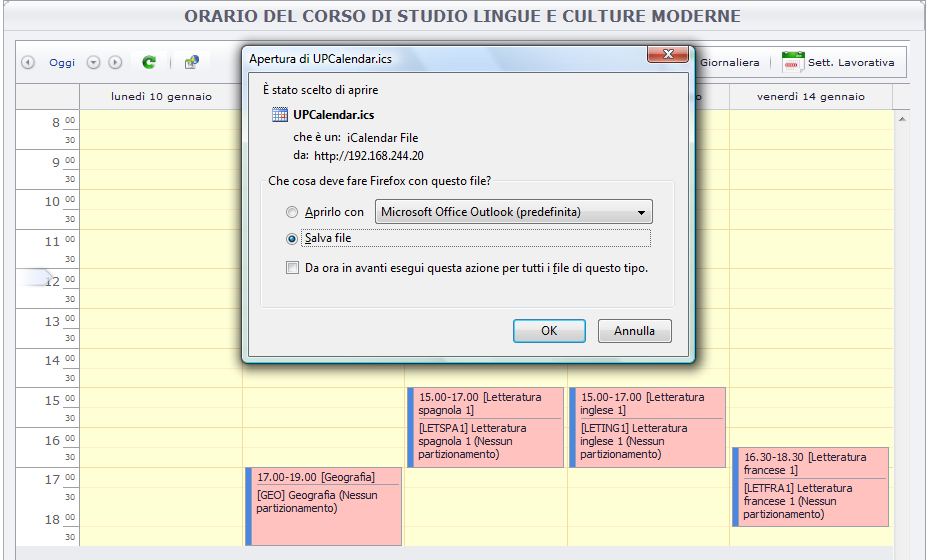 ORARIO DEL CORSO DI STUDIO LINGUE E CULTURE MODERNE
Oggi
Giornaliera
Sett. Lavorativa
lunedì 10 gennaio
venerdì 14 gennaio
Apertura di UPCalendar.ics
È stato scelto di aprire
UPCalendar.ics
che è un: iCalendar File
da: http://192.168.244.20
Che cosa deve fare Firefox con questo file?
Aprirlo con
Microsoft Office Outlook (predefinita)
Salva file
Da ora in avanti esegui questa azione per tutti i file di questo tipo.
OK
Annulla
8 00
30
9 00
30
10 00
30
11 00
30
12 00
30
13 00
30
14 00
30
15 00
30
16 00
30
17 00
30
18 00
30
17.00-19.00 [Geografia]
[GEO] Geografia (Nessun
partizionamento)
15.00-17.00 [Letteratura
spagnola 1]
[LETSPA1] Letteratura
spagnola 1 (Nessun
partizionamento)
15.00-17.00 [Letteratura
inglese 1]
[LETING1] Letteratura
inglese 1 (Nessun
partizionamento)
16.30-18.30 [Letteratura
francese 1]
[LETFRA1] Letteratura
francese 1 (Nessun
partizionamento)